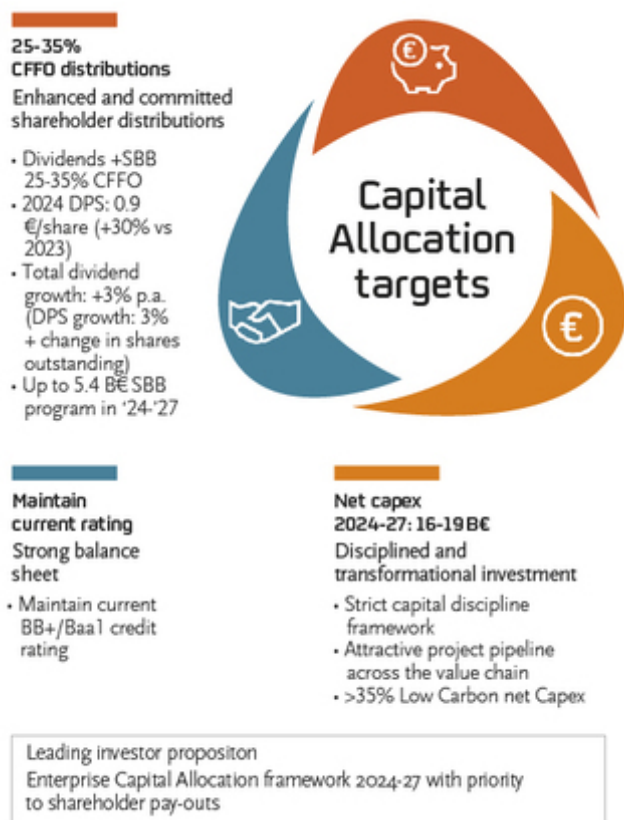 25-35%
CFFO distributions
Enhanced and committed
shareholder distributions
• Dividends +SBB
25-35% CFFO
• 2024 DPS: 0.9
€/share (+30% vs
2023)
• Total dividend
growth: +3% p.a.
(DPS growth: 3%
+ change in shares
outstanding)
• Up to 5.4 B€ SBB
program in '24-'27
€
Capital
Allocation
targets
€
Maintain
current rating
Strong balance
sheet
• Maintain current
BB+/Baa1 credit
rating
Net capex
2024-27: 16-19 B€
Disciplined and
transformational investment
• Strict capital discipline
framework
• Attractive project pipeline
across the value chain
• >35% Low Carbon net Capex
Leading investor propositon
Enterprise Capital Allocation framework 2024-27 with priority
to shareholder pay-outs